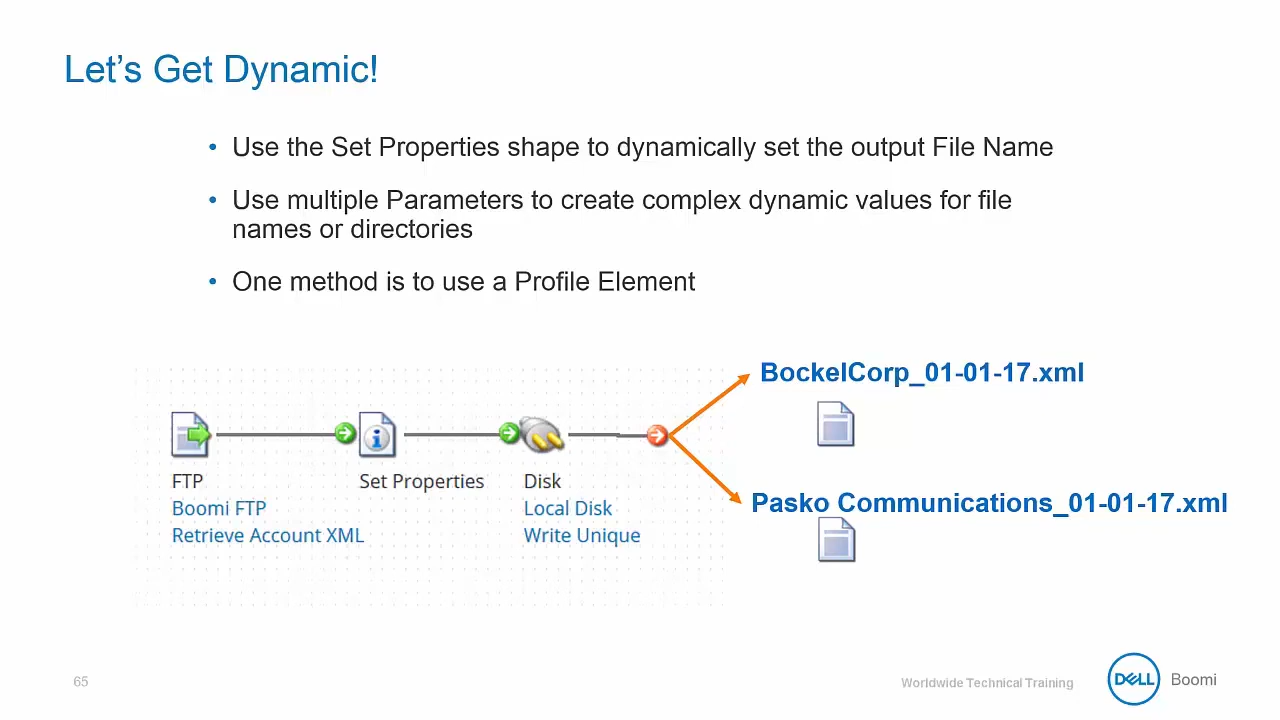 Let's Get Dynamic!
• Use the Set Properties shape to dynamically set the output File Name
• Use multiple Parameters to create complex dynamic values for file
names or directories
• One method is to use a Profile Element
BockelCorp_01-01-17.xml
FTP
Boomi FTP
Retrieve Account XML
Set Properties
Disk
Local Disk
Write Unique
Pasko Communications_01-01-17.xml
65
Worldwide Technical Training
DELL
Boomi